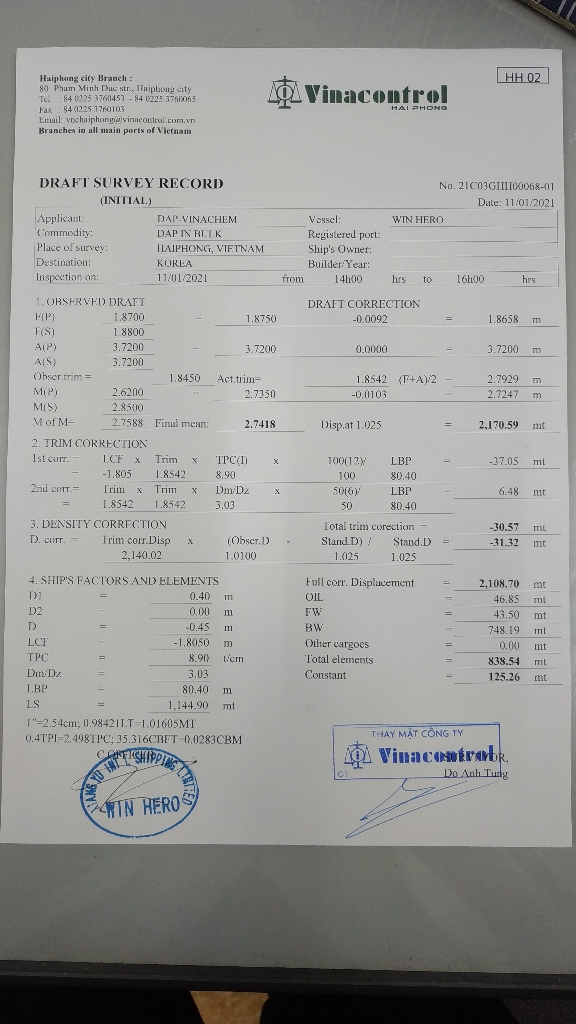 Haiphong city Branch :
80 Pham Minh Duc str., Haiphong city
Tel : 84 0225 3760453 - 84 0225 3760065
Fax : 84 0225 3760103
Email: vnchaiphong@vinacontrol.com.vn
Branches in all main ports of Vietnam
Vinacontrol
HAI PHONG
HH 02
DRAFT SURVEY RECORD
(INITIAL)
No. 21C03GHH00068-01
Date: 11/01/2021
Applicant: DAP-VINACHEM Vessel: WIN HERO
Commodity: DAP IN BULK Registered port:
Place of survey: HAIPHONG, VIETNAM Ship's Owner:
Destination: KOREA Builder/Year:
Inspection on: 11/01/2021 from 14h00 hrs to 16h00 hrs
1. OBSERVED DRAFT DRAFT CORRECTION
F(P) 1.8700 = 1.8750 -0.0092 = 1.8658 m
F(S) 1.8800
A(P) 3.7200 = 3.7200 0.0000 = 3.7200 m
A(S) 3.7200
Obser.trim = 1.8450 Act.trim= 1.8542 (F+A)/2 = 2.7929 m
M(P) 2.6200 = 2.7350 -0.0103 = 2.7247 m
M(S) 2.8500
M of M= 2.7588 Final mean: 2.7418 Disp.at 1.025 = 2,170.59 mt
2. TRIM CORRECTION
1st corr. = LCF x Trim x TPC(I) x 100(12)/ LBP = -37.05 mt
= -1.805 1.8542 8.90 100 80.40
2nd corr.= Trim x Trim x Dm/Dz x 50(6)/ LBP = 6.48 mt
= 1.8542 1.8542 3.03 50 80.40
3. DENSITY CORRECTION Total trim corection = -30.57 mt
D. corr. = Trim corr.Disp x (Obser.D - Stand.D) / Stand.D = -31.32 mt
2,140.02 1.0100 1.025 1.025
4. SHIP'S FACTORS AND ELEMENTS Full corr. Displacement = 2,108.70 mt
D1 = 0.40 m OIL = 46.85 mt
D2 = 0.00 m FW = 43.50 mt
D = -0.45 m BW = 748.19 mt
LCF = -1.8050 m Other cargoes = 0.00 mt
TPC = 8.90 t/cm Total elements = 838.54 mt
Dm/Dz = 3.03 Constant = 125.26 mt
LBP = 80.40 m
LS = 1,144.90 mt
1"=2.54cm; 0.9842LT=1.01605MT
0.4TPI=2.498TPC; 35.316CBFT=0.0283CBM
C.OFFICER
INT'L SHIPPING LIMITED
WIN HERO
THAY MẶT CÔNG TY
Vinacontrol
C1
Do Anh Tung